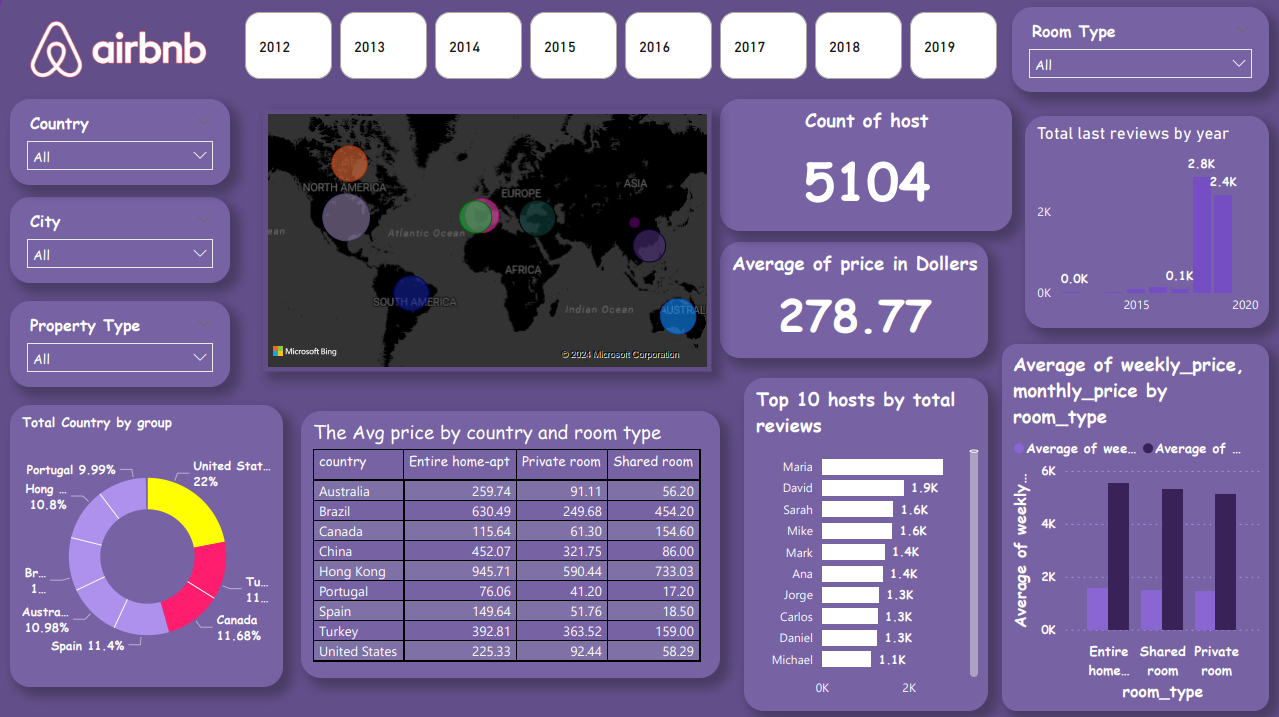 airbnb
2012
2013
2014
2015
2016
2017
2018
2019
Room Type
All
Country
All
City
All
Property Type
All
NORTH AMERICA
EUROPE
ASIA
Atlantic Ocean
ean
AFRICA
SOUTH AMERICA
Indian Ocean
AUSTRAL
Microsoft Bing
© 2024 Microsoft Corporation
Count of host
5104
Average of price in Dollers
278.77
Total last reviews by year
2.8K
2.4K
2K
0.0K
0.1K
0K
2015
2020
Total Country by group
Portugal 9.99%
United Stat...
22%
Hong ...
10.8%
Br...
1...
Tu...
11...
Austra...
10.98%
Canada
11.68%
Spain 11.4%
The Avg price by country and room type
country Entire home-apt Private room Shared room
Australia 259.74 91.11 56.20
Brazil 630.49 249.68 454.20
Canada 115.64 61.30 154.60
China 452.07 321.75 86.00
Hong Kong 945.71 590.44 733.03
Portugal 76.06 41.20 17.20
Spain 149.64 51.76 18.50
Turkey 392.81 363.52 159.00
United States 225.33 92.44 58.29
Top 10 hosts by total
reviews
Maria
David 1.9K
Sarah 1.6K
Mike 1.6K
Mark 1.4K
Ana 1.4K
Jorge 1.3K
Carlos 1.3K
Daniel 1.3K
Michael 1.1K
0K 2K
Average of weekly_price,
monthly_price by
room_type
Average of wee... Average of ...
Average of weekly...
6K
4K
2K
0K
Entire
home...
Shared
room
Private
room
room_type